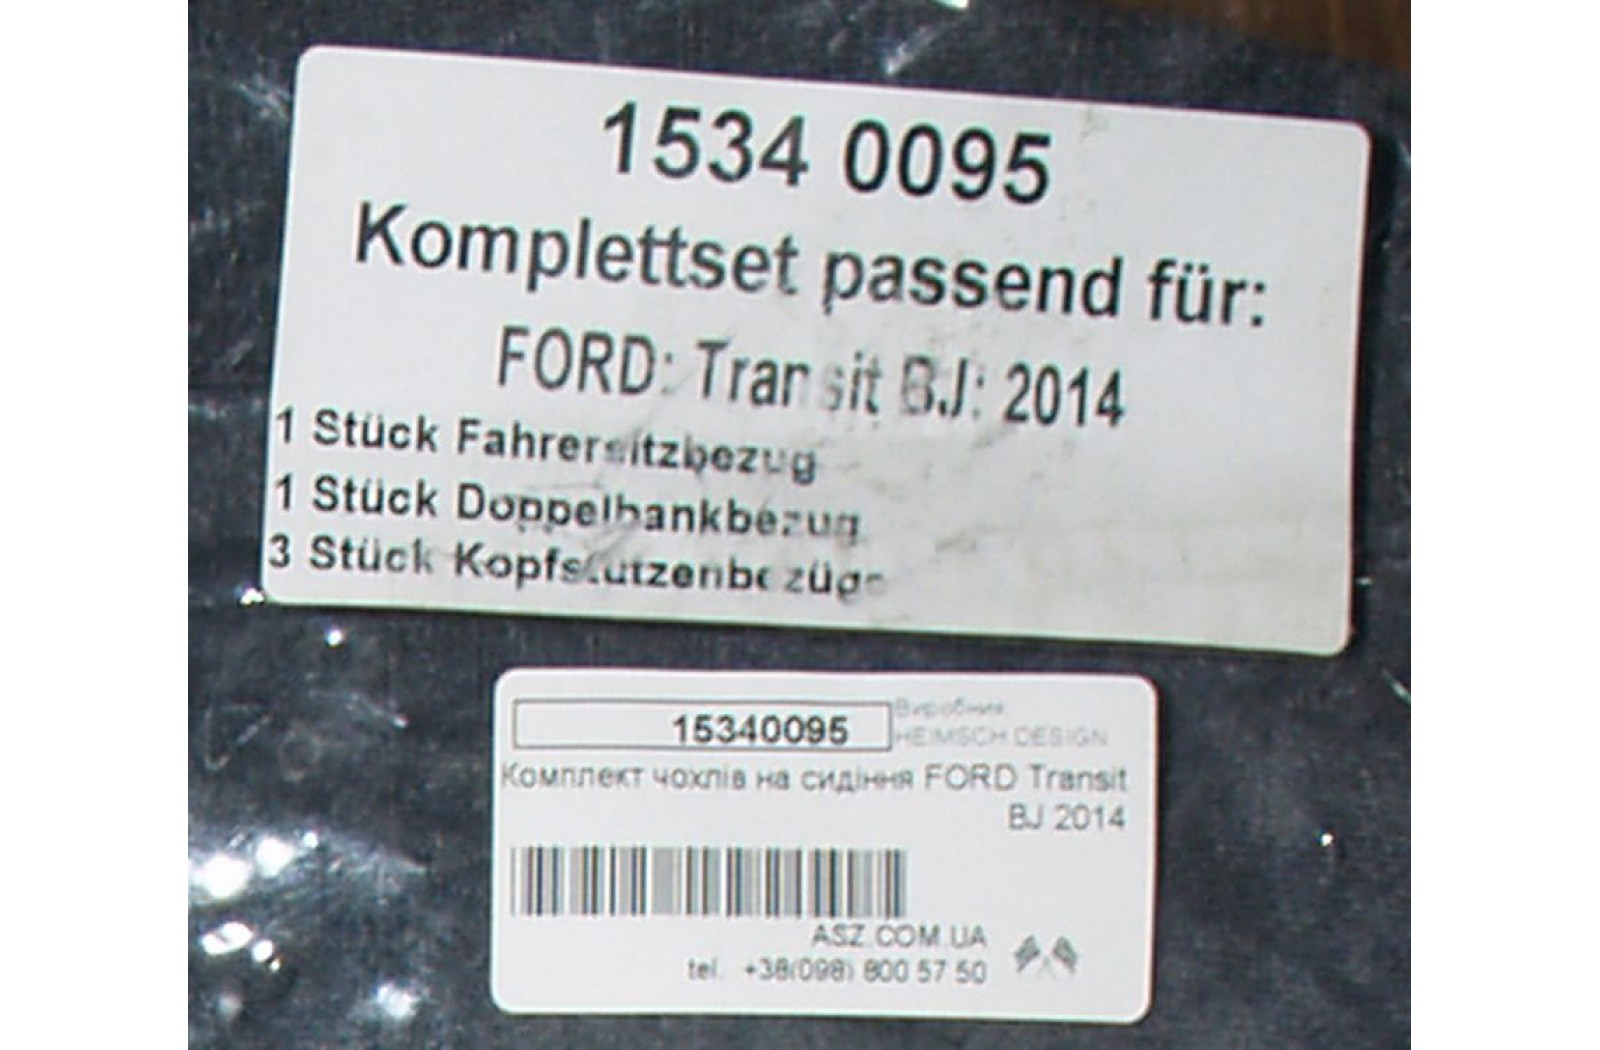 1534 0095
Komplettset passend für:
FORD: Transit BJ: 2014
1 Stück Fahrersitzbezug
1 Stück Doppelbankbezug
3 Stück Kopfstützenbezüge
15340095
Виробник
HEIMSCH DESIGN
Комплект чохлів на сидіння FORD Transit
BJ 2014
ASZ.COM.UA
tel. +38(098) 800 57 50